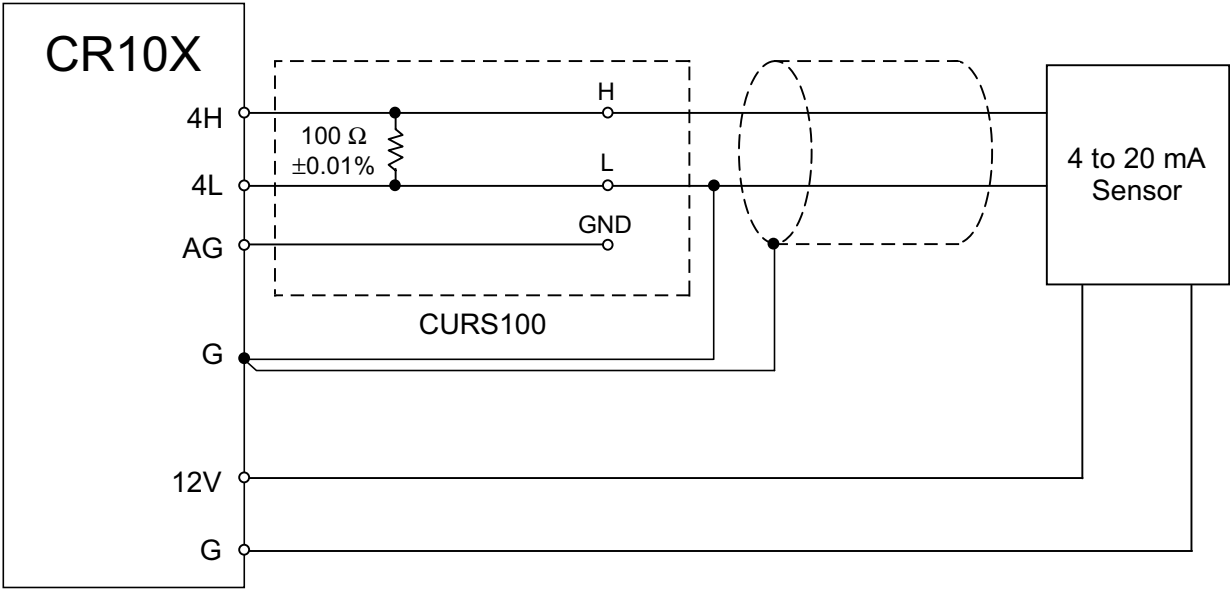 CR10X
4H
H
100 Ω
±0.01%
4L
L
4 to 20 mA
Sensor
AG
GND
CURS100
G
12V
G